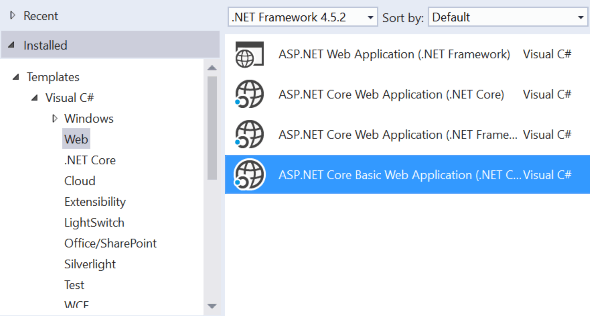 Recent
.NET Framework 4.5.2 Sort by: Default
Installed
Templates
Visual C#
Windows
Web
.NET Core
Cloud
Extensibility
LightSwitch
Office/SharePoint
Silverlight
Test
WCF
ASP.NET Web Application (.NET Framework) Visual C#
ASP.NET Core Web Application (.NET Core) Visual C#
ASP.NET Core Web Application (.NET Frame... Visual C#
ASP.NET Core Basic Web Application (.NET C... Visual C#